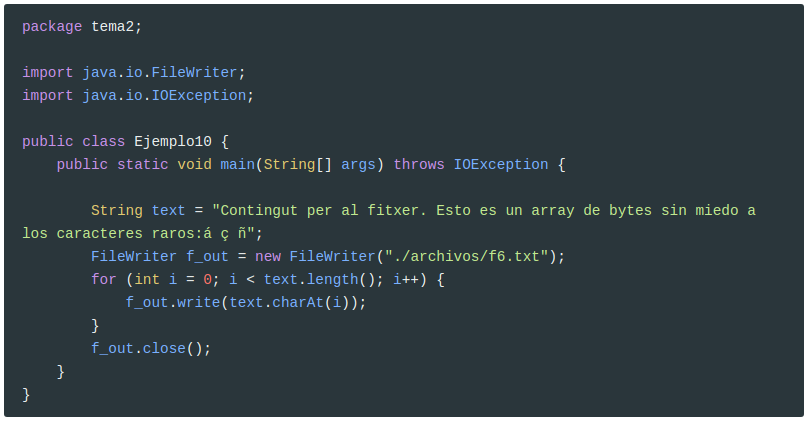 package tema2;
import java.io.FileWriter;
import java.io.IOException;
public class Ejemplo10 {
public static void main(String[] args) throws IOException {
String text = "Contingut per al fitxer. Esto es un array de bytes sin miedo a
los caracteres raros:á ç ñ";
FileWriter f_out = new FileWriter("./archivos/f6.txt");
for (int i = 0; i < text.length(); i++) {
f_out.write(text.charAt(i));
}
f_out.close();
}
}